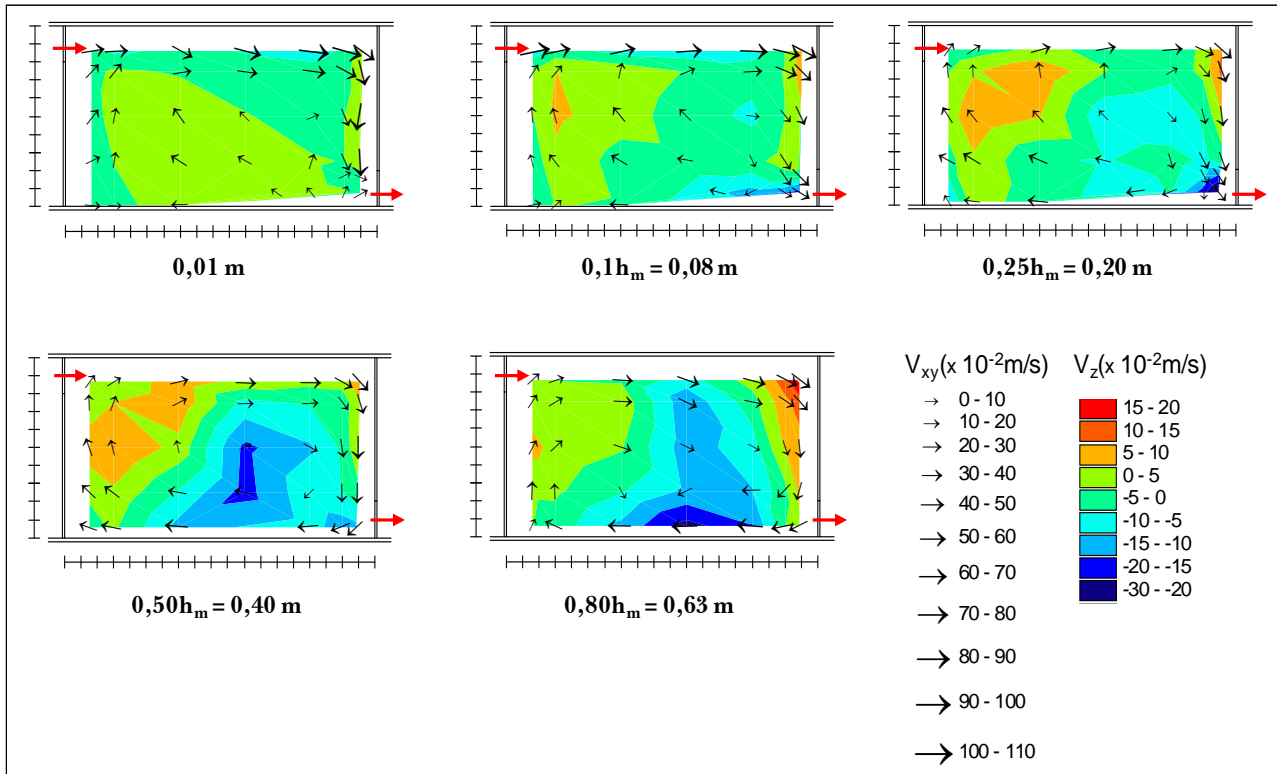 0,01 m
0,1hm = 0,08 m
0,25hm = 0,20 m
0,50hm = 0,40 m
0,80hm = 0,63 m
Vxy(x 10-2m/s)
0 - 10
10 - 20
20 - 30
30 - 40
40 - 50
50 - 60
60 - 70
70 - 80
80 - 90
90 - 100
100 - 110
Vz(x 10-2m/s)
15 - 20
10 - 15
5 - 10
0 - 5
-5 - 0
-10 - -5
-15 - -10
-20 - -15
-30 - -20